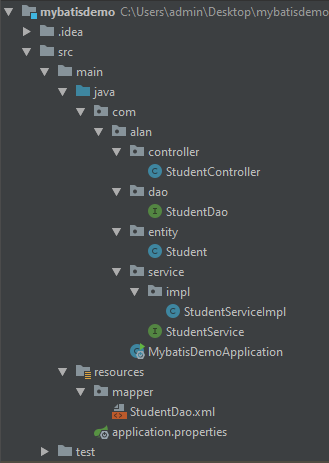 mybatisdemo C:\Users\admin\Desktop\mybatisdemo
.idea
src
main
java
com
alan
controller
StudentController
dao
StudentDao
entity
Student
service
impl
StudentServiceImpl
StudentService
MybatisDemoApplication
resources
mapper
StudentDao.xml
application.properties
test